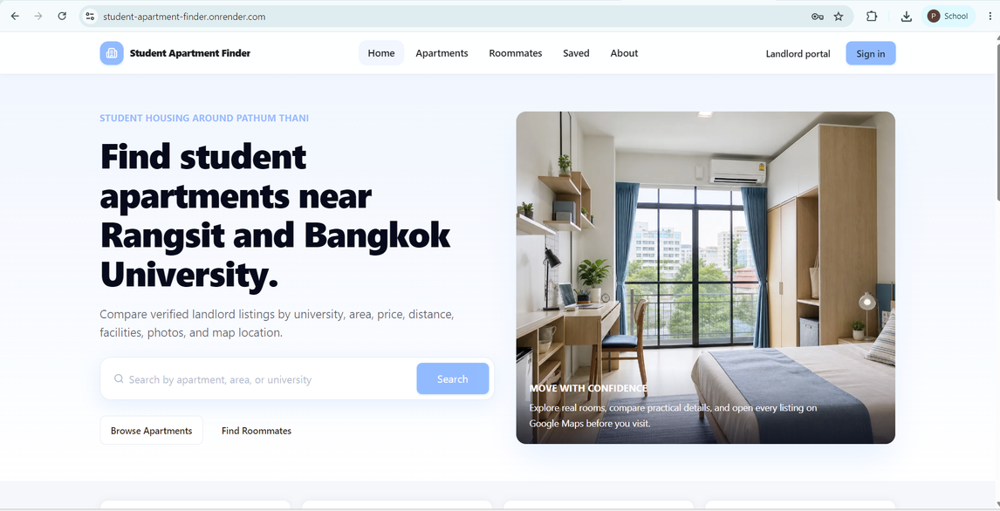 student-apartment-finder.onrender.com
P
School
Student Apartment Finder
Home
Apartments
Roommates
Saved
About
Landlord portal
Sign in
STUDENT HOUSING AROUND PATHUM THANI
Find student
apartments near
Rangsit and Bangkok
University.
Compare verified landlord listings by university, area, price, distance,
facilities, photos, and map location.
Search by apartment, area, or university
Search
Browse Apartments
Find Roommates
MOVE WITH CONFIDENCE
Explore real rooms, compare practical details, and open every listing on
Google Maps before you visit.